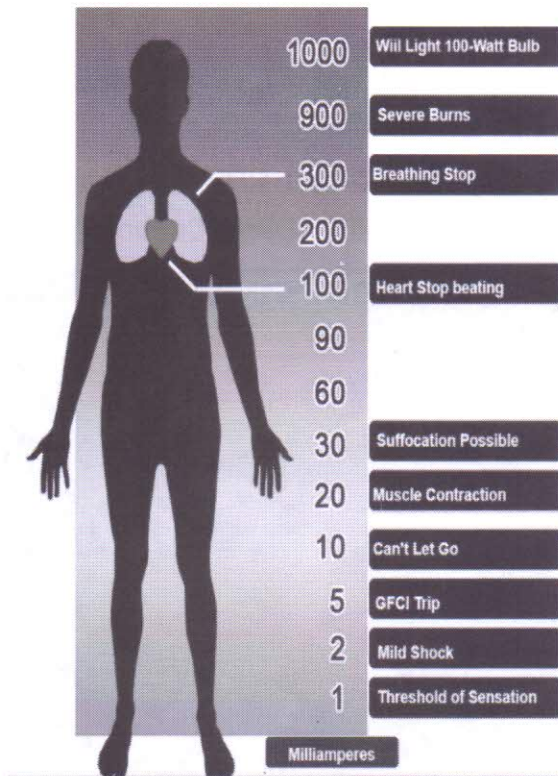 1000 Wiil Light 100-Watt Bulb
900 Severe Burns
300 Breathing Stop
200
100 Heart Stop beating
90
60
30 Suffocation Possible
20 Muscle Contraction
10 Can't Let Go
5 GFCI Trip
2 Mild Shock
1 Threshold of Sensation
Milliamperes